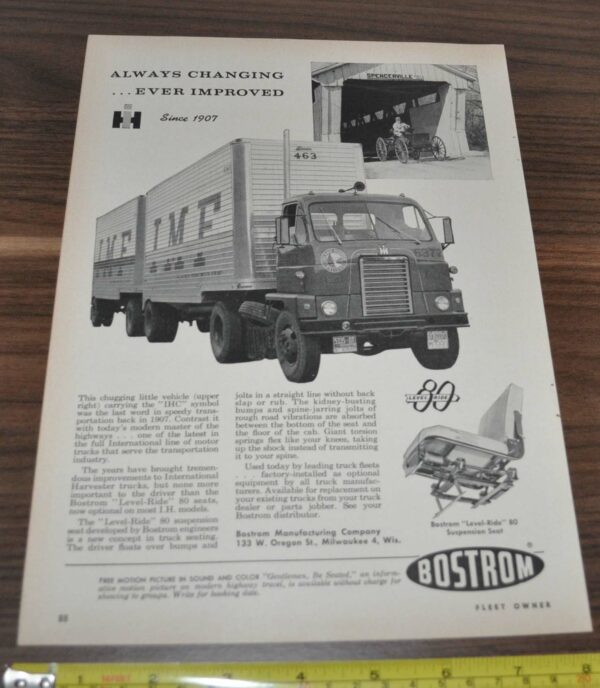 ALWAYS CHANGING
...EVER IMPROVED
IH
Since 1907
SPENCERVILLE
463
I.M.F
I.M.F
This chugging little vehicle (upper
right) carrying the "IHC" symbol
was the last word in speedy trans-
portation back in 1907. Contrast it
with today's modern master of the
highways . . . one of the latest in
the full International line of motor
trucks that serve the transportation
industry.
The years have brought tremen-
dous improvements to International
Harvester trucks, but none more
important to the driver than the
Bostrom "Level-Ride" 80 seats,
now optional on most I.H. models.
The "Level-Ride" 80 suspension
seat developed by Bostrom engineers
is a new concept in truck seating.
The driver floats over bumps and
jolts in a straight line without back
slap or rub. The kidney-busting
bumps and spine-jarring jolts of
rough road vibrations are absorbed
between the bottom of the seat and
the floor of the cab. Giant torsion
springs flex like your knees, taking
up the shock instead of transmitting
it to your spine.
Used today by leading truck fleets
. . . factory-installed as optional
equipment by all truck manufac-
turers. Available for replacement on
your existing trucks from your truck
dealer or parts jobber. See your
Bostrom distributor.
Bostrom Manufacturing Company
133 W. Oregon St., Milwaukee 4, Wis.
LEVEL 80 RIDE
Bostrom "Level-Ride" 80
Suspension Seat
FREE MOTION PICTURE IN SOUND AND COLOR "Gentlemen, Be Seated," an inform-
ative motion picture on modern highway travel, is available without charge for
showing to groups. Write for booking date.
BOSTROM®
FLEET OWNER
88
1 2 3 4 5 6 7 8